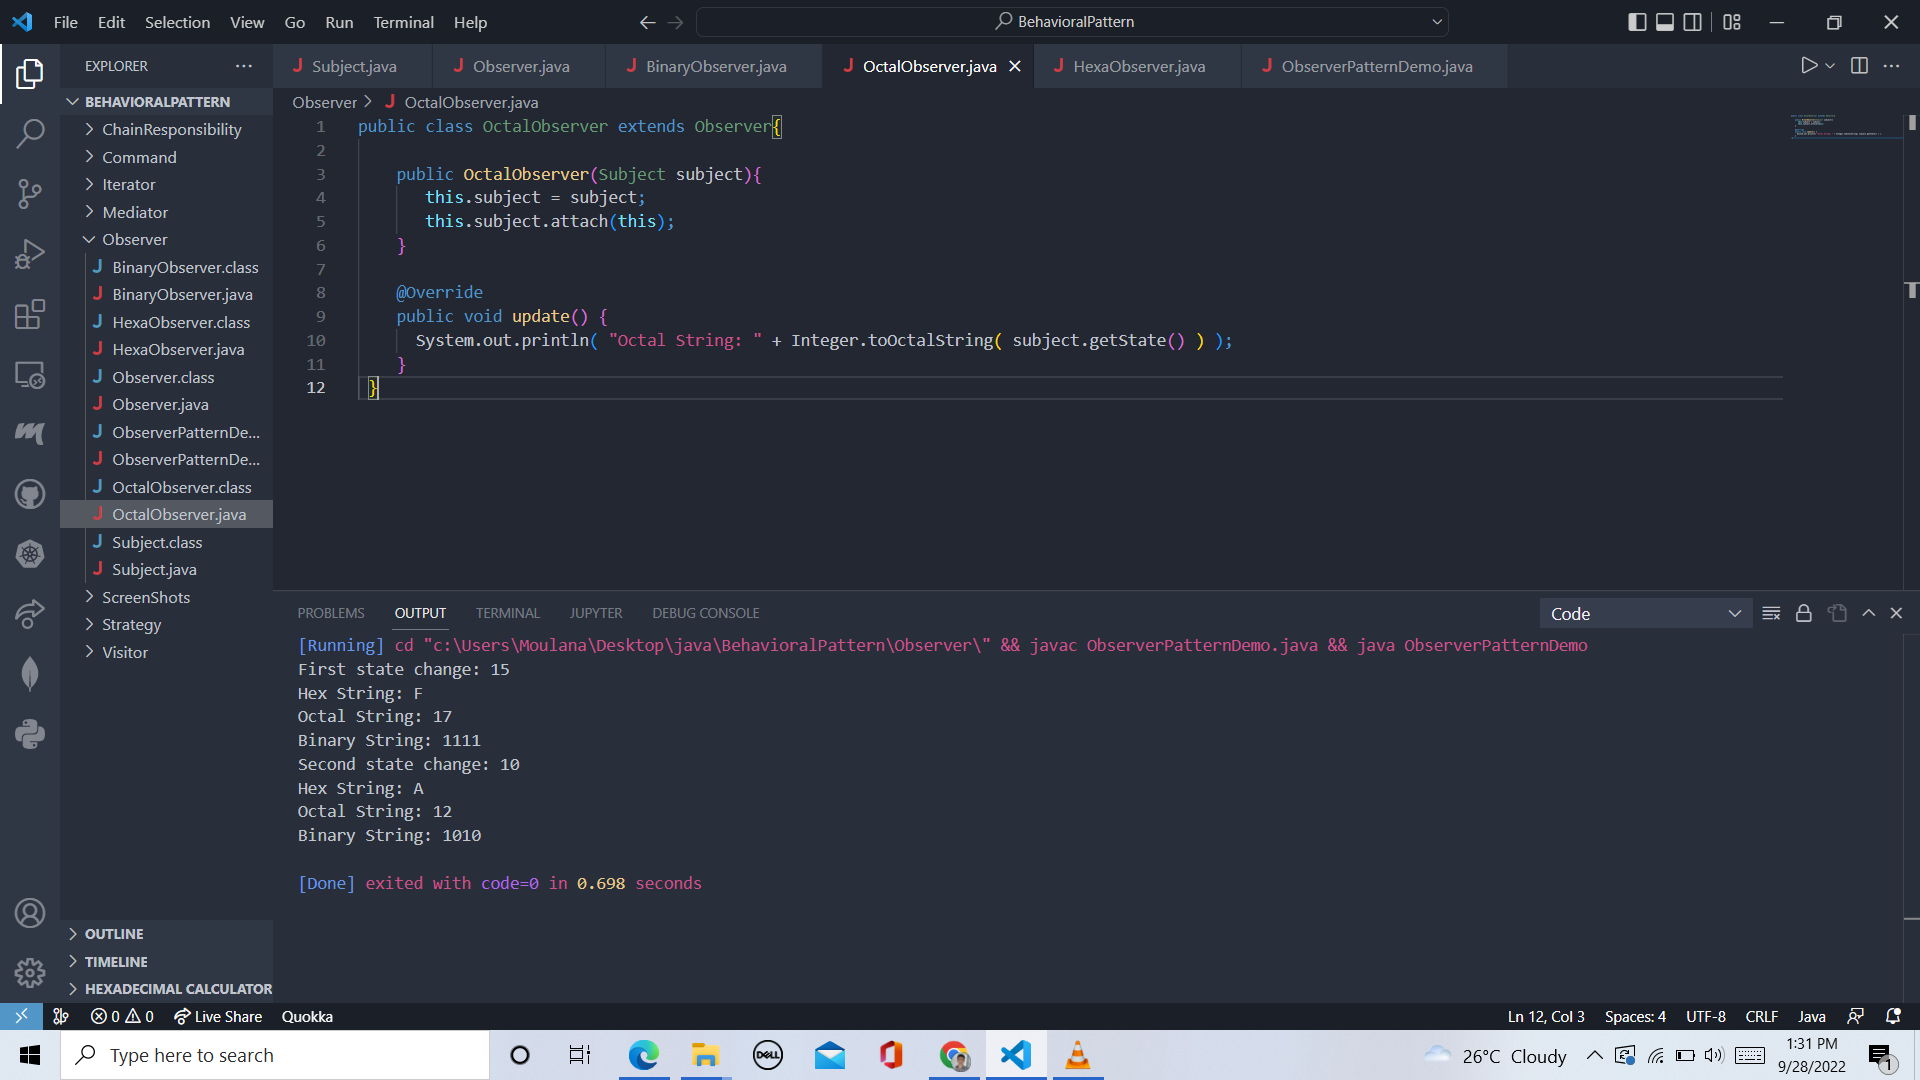 File Edit Selection View Go Run Terminal Help
BehavioralPattern
EXPLORER
Subject.java Observer.java BinaryObserver.java OctalObserver.java HexaObserver.java ObserverPatternDemo.java
BEHAVIORALPATTERN
ChainResponsibility
Command
Iterator
Mediator
Observer
BinaryObserver.class
BinaryObserver.java
HexaObserver.class
HexaObserver.java
Observer.class
Observer.java
ObserverPatternDe...
ObserverPatternDe...
OctalObserver.class
OctalObserver.java
Subject.class
Subject.java
ScreenShots
Strategy
Visitor
OUTLINE
TIMELINE
HEXADECIMAL CALCULATOR
Observer > OctalObserver.java
1 public class OctalObserver extends Observer{
2
3 public OctalObserver(Subject subject){
4 this.subject = subject;
5 this.subject.attach(this);
6 }
7
8 @Override
9 public void update() {
10 System.out.println( "Octal String: " + Integer.toOctalString( subject.getState() ) );
11 }
12 }
PROBLEMS OUTPUT TERMINAL JUPYTER DEBUG CONSOLE
Code
[Running] cd "c:\Users\Moulana\Desktop\java\BehavioralPattern\Observer\" && javac ObserverPatternDemo.java && java ObserverPatternDemo
First state change: 15
Hex String: F
Octal String: 17
Binary String: 1111
Second state change: 10
Hex String: A
Octal String: 12
Binary String: 1010
[Done] exited with code=0 in 0.698 seconds
0 0 Live Share Quokka
Ln 12, Col 3 Spaces: 4 UTF-8 CRLF Java
Type here to search
DELL
26°C Cloudy
1:31 PM
9/28/2022
1